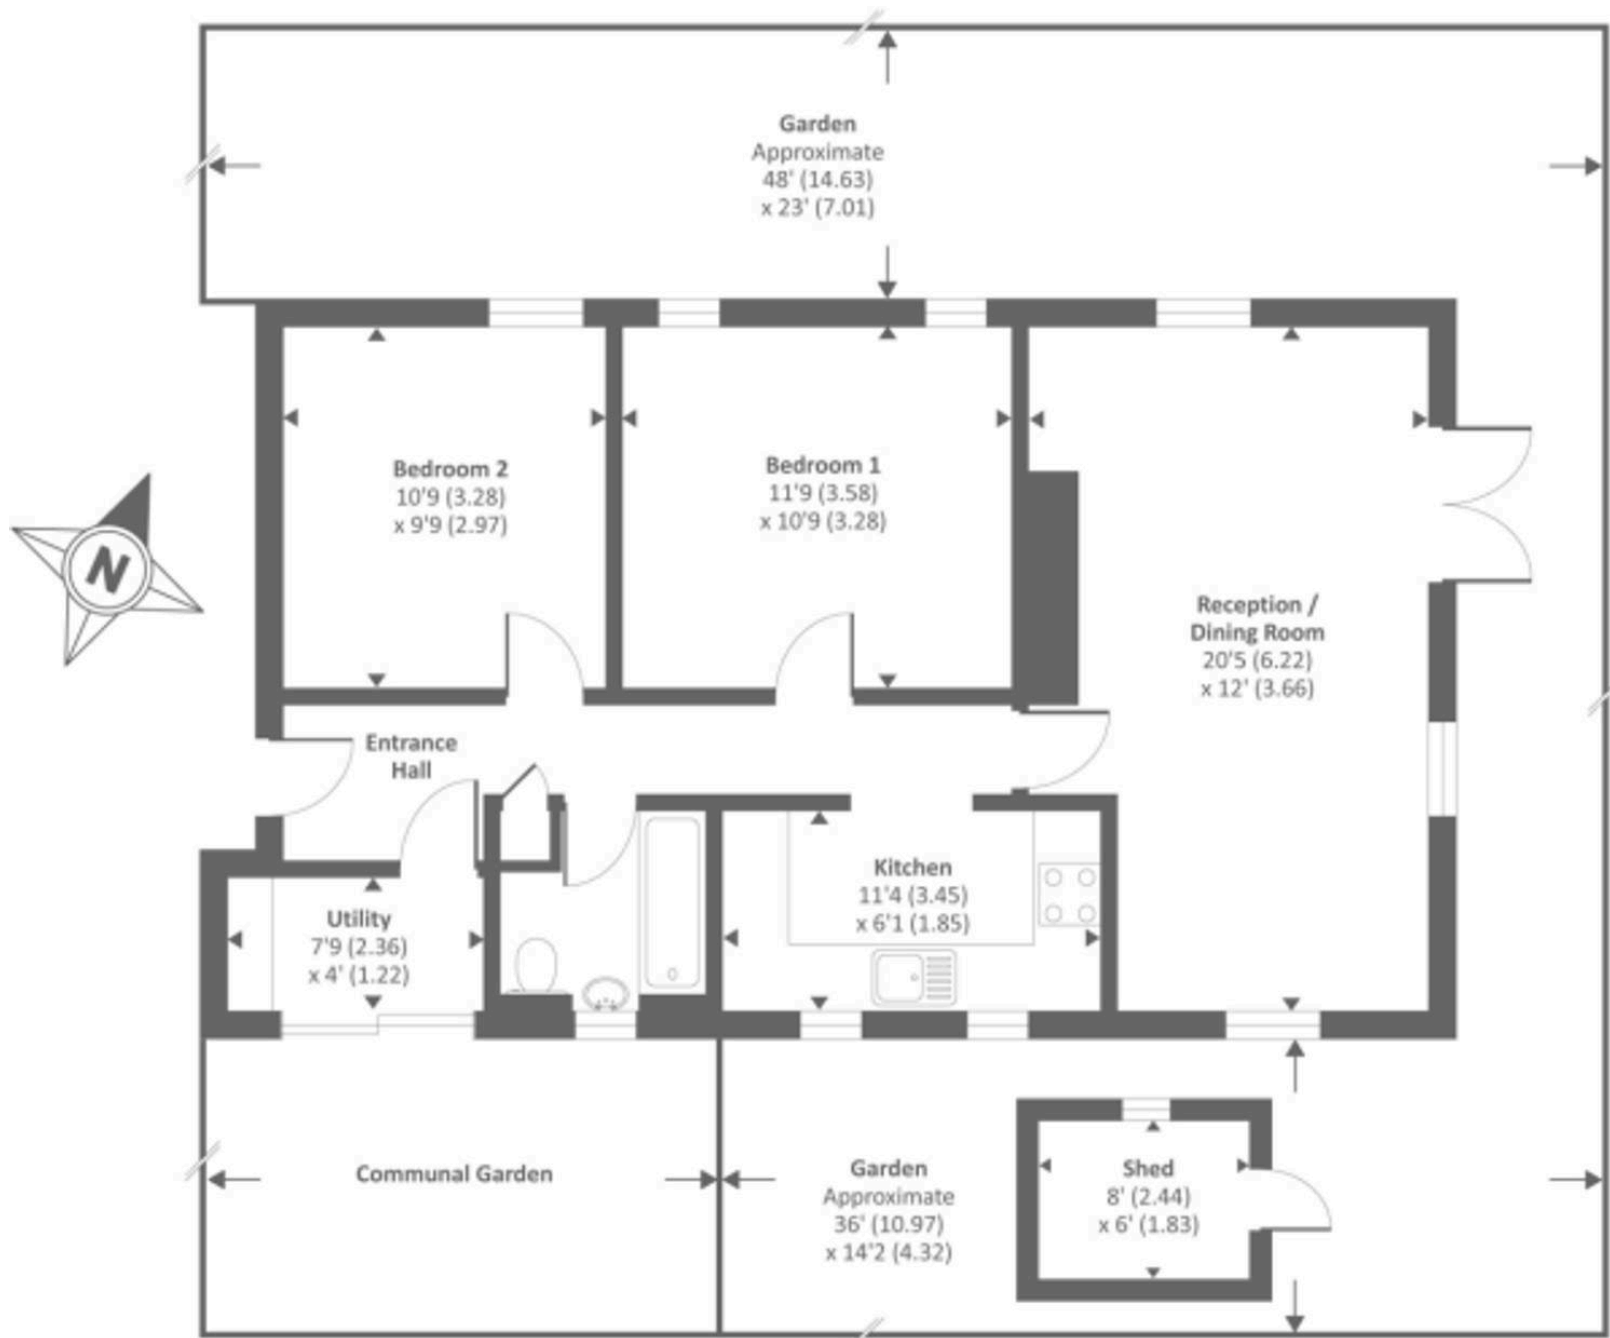 Garden
Approximate
48' (14.63)
x 23' (7.01)
Bedroom 2
10'9 (3.28)
x 9'9 (2.97)
Bedroom 1
11'9 (3.58)
x 10'9 (3.28)
N
Reception /
Dining Room
20'5 (6.22)
x 12' (3.66)
Entrance
Hall
Kitchen
11'4 (3.45)
x 6'1 (1.85)
Utility
7'9 (2.36)
x 4' (1.22)
Communal Garden
Garden
Approximate
36' (10.97)
x 14'2 (4.32)
Shed
8' (2.44)
x 6' (1.83)